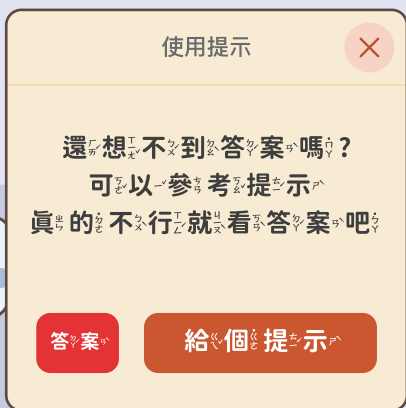 使用提示
還想不到答案嗎?
可以參考提示
真的不行就看答案吧
答案
給個提示